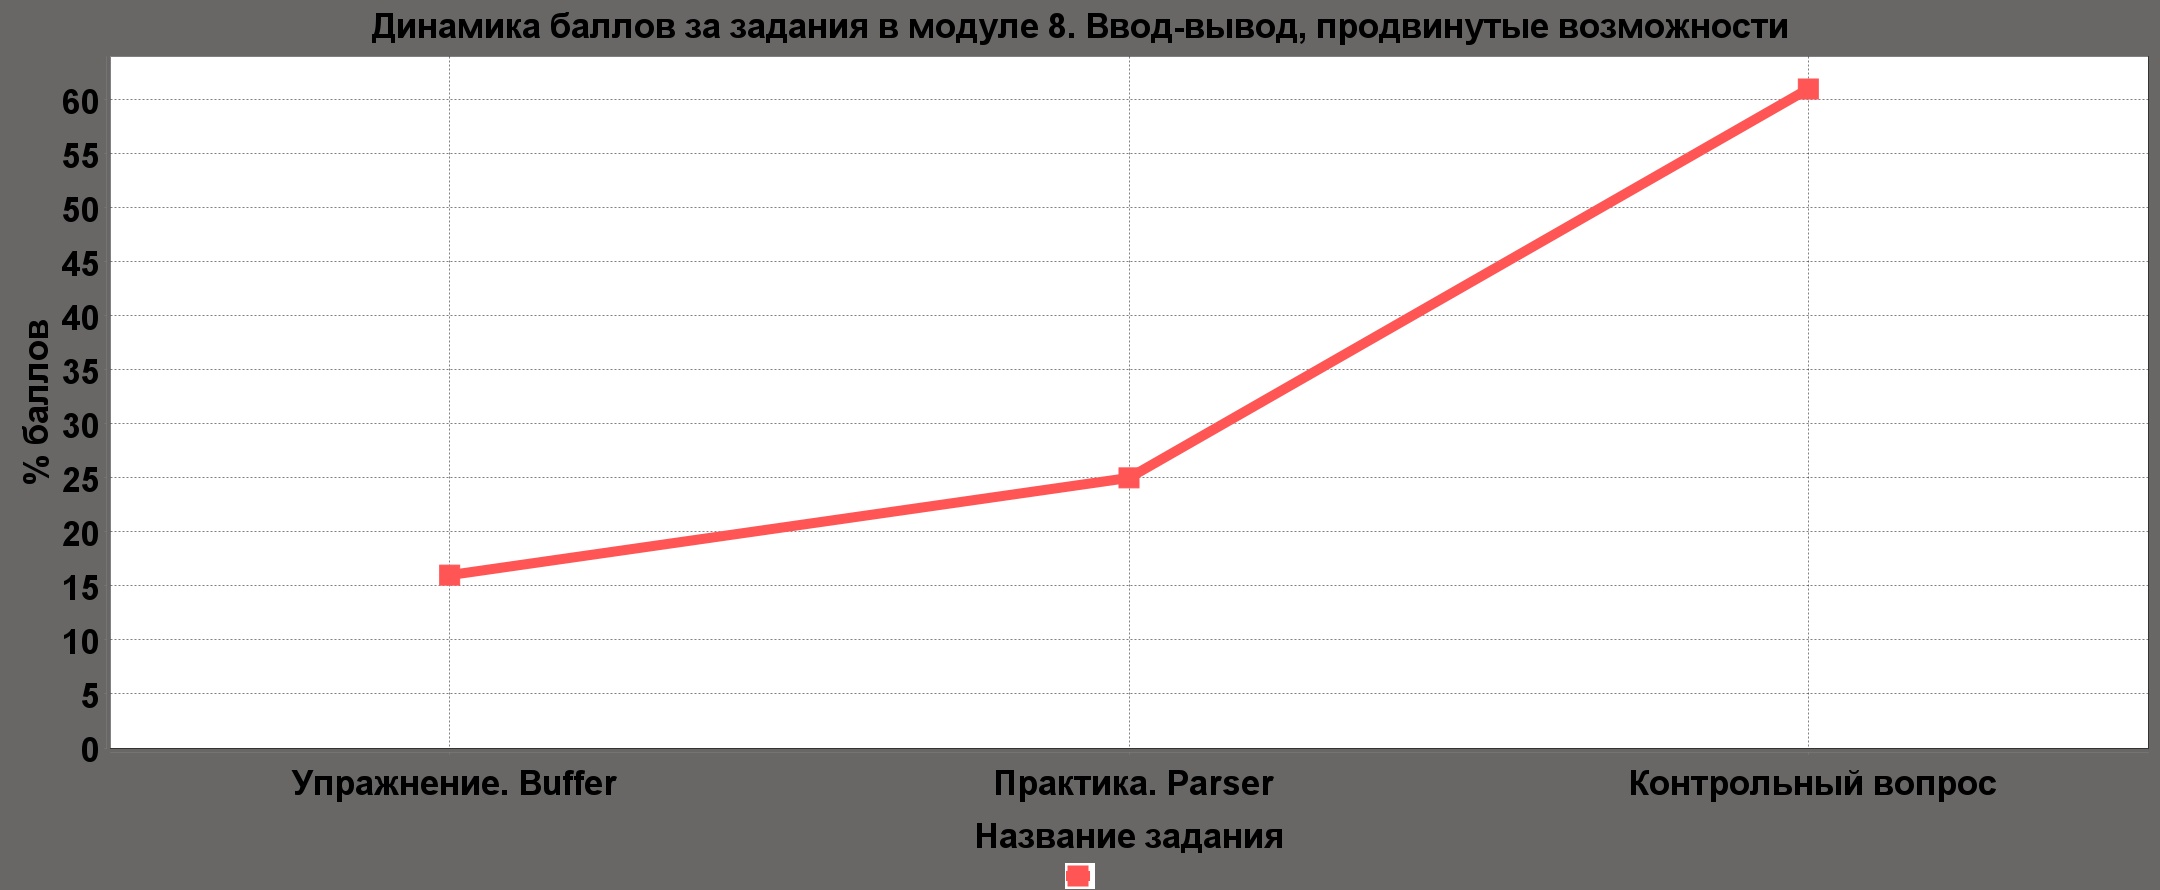 Динамика баллов за задания в модуле 8. Ввод-вывод, продвинутые возможности
% баллов
60
55
50
45
40
35
30
25
20
15
10
5
0
Упражнение. Buffer
Практика. Parser
Контрольный вопрос
Название задания